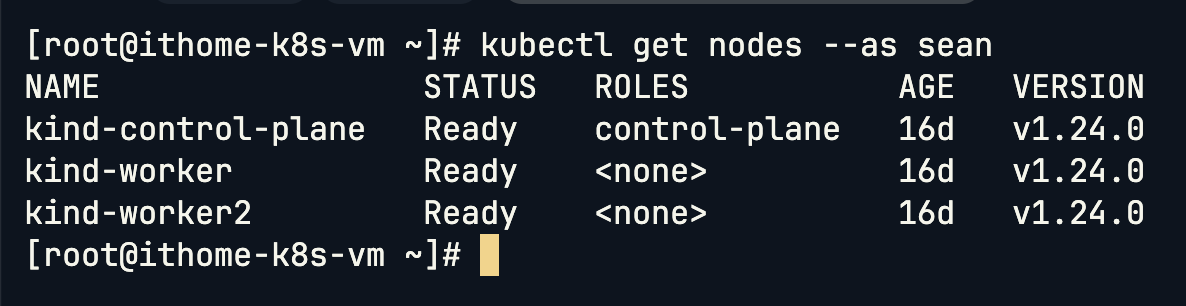 [root@ithome-k8s-vm ~]# kubectl get nodes --as sean
NAME                 STATUS   ROLES           AGE   VERSION
kind-control-plane   Ready    control-plane   16d   v1.24.0
kind-worker          Ready    <none>          16d   v1.24.0
kind-worker2         Ready    <none>          16d   v1.24.0
[root@ithome-k8s-vm ~]#